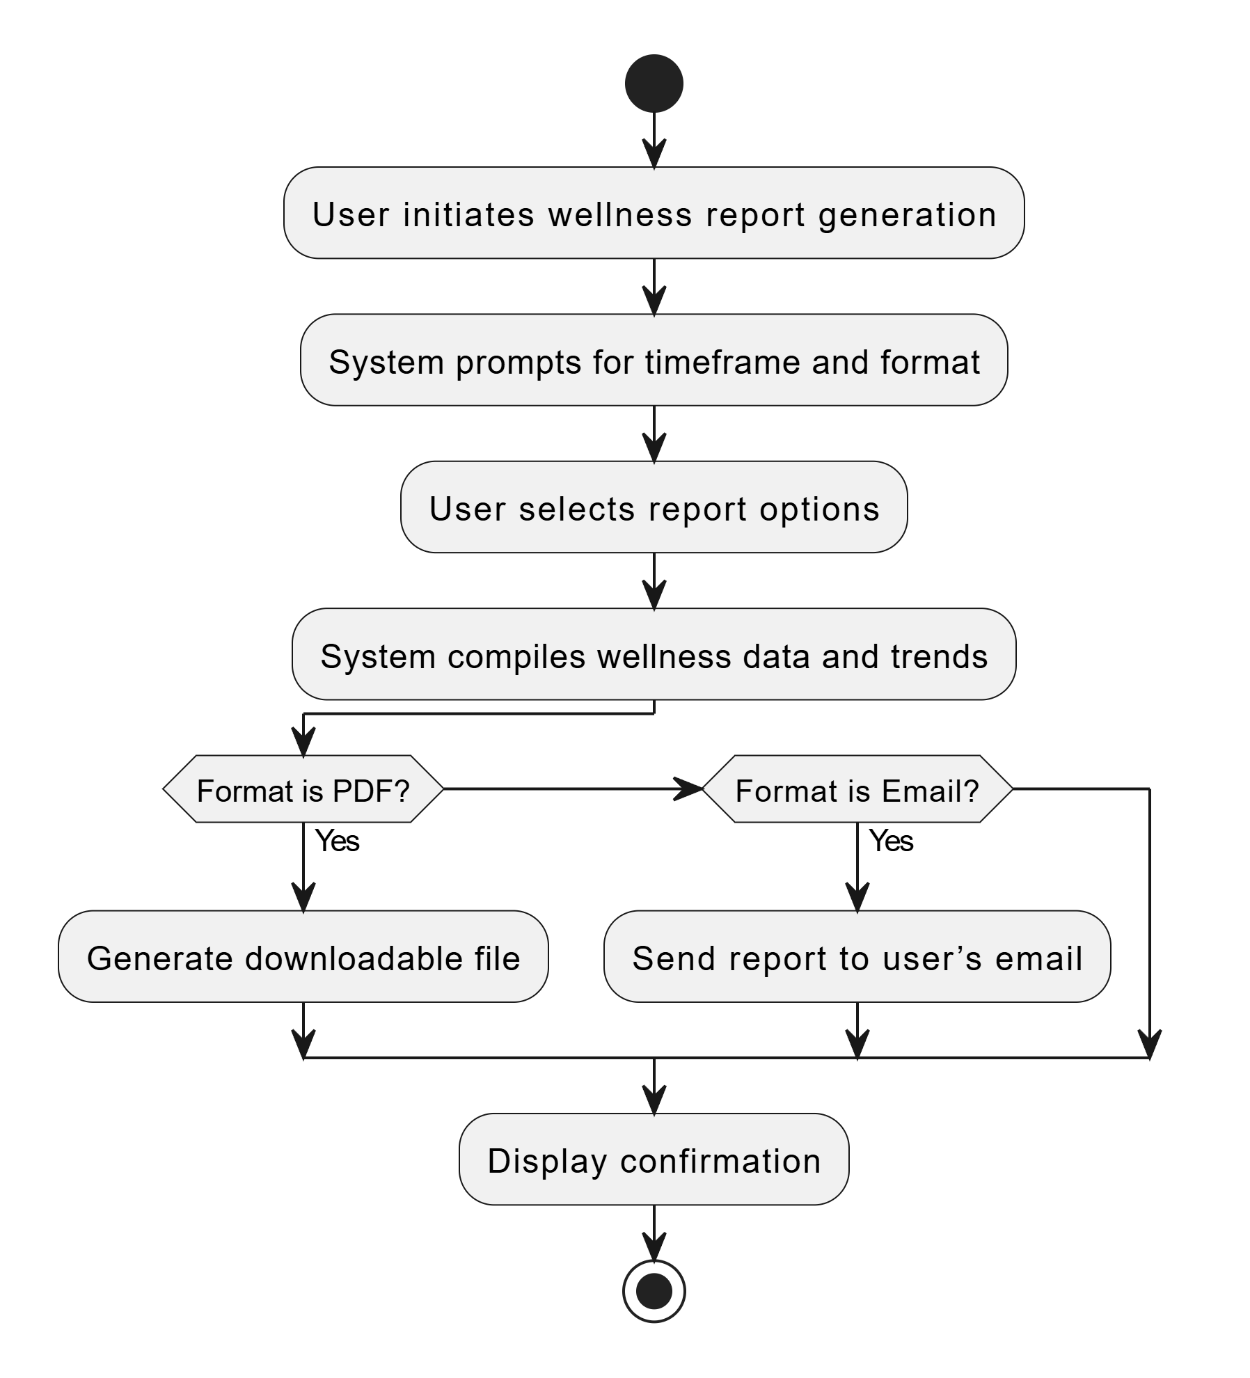 User initiates wellness report generation
System prompts for timeframe and format
User selects report options
System compiles wellness data and trends
Format is PDF?
Format is Email?
Yes
Yes
Generate downloadable file
Send report to user’s email
Display confirmation